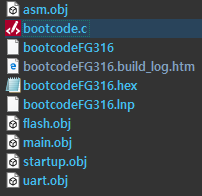 asm.obj
bootcode.c
bootcodeFG316
bootcodeFG316.build_log.htm
bootcodeFG316.hex
bootcodeFG316.lnp
flash.obj
main.obj
startup.obj
uart.obj